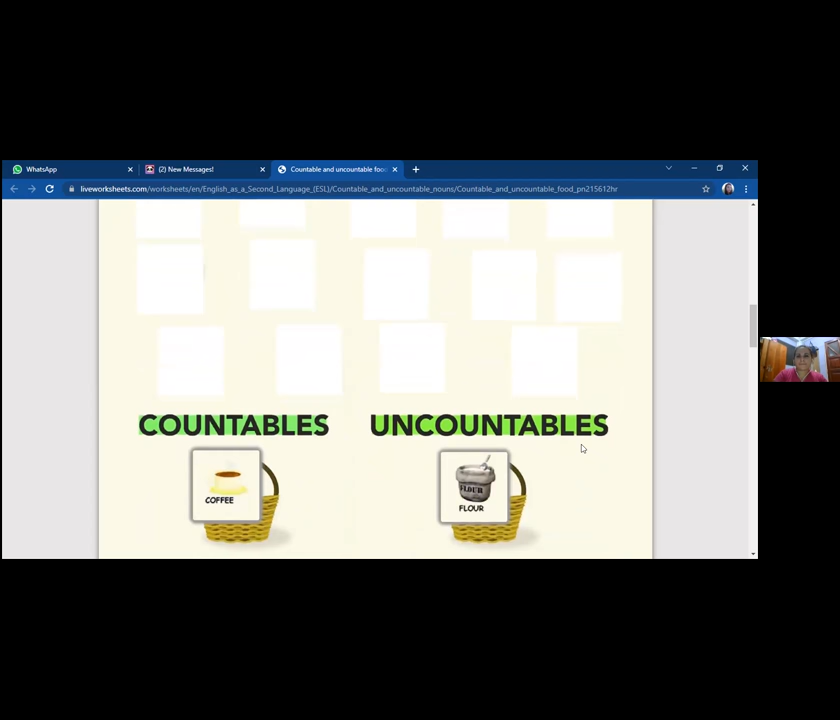 WhatsApp
(2) New Messages!
Countable and uncountable food
liveworksheets.com/worksheets/en/English_as_a_Second_Language_(ESL)/Countable_and_uncountable_nouns/Countable_and_uncountable_food_pn215612hr
COUNTABLES
UNCOUNTABLES
COFFEE
FLOUR
FLOUR